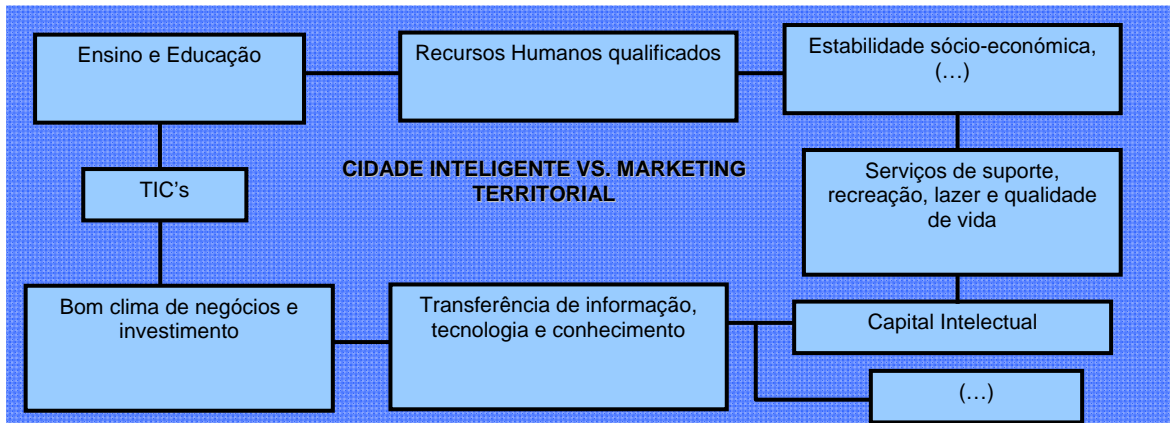 Ensino e Educação
Recursos Humanos qualificados
Estabilidade sócio-económica,
(…)
CIDADE INTELIGENTE VS. MARKETING
TERRITORIAL
TIC’s
Serviços de suporte,
recreação, lazer e qualidade
de vida
Bom clima de negócios e
investimento
Transferência de informação,
tecnologia e conhecimento
Capital Intelectual
(…)